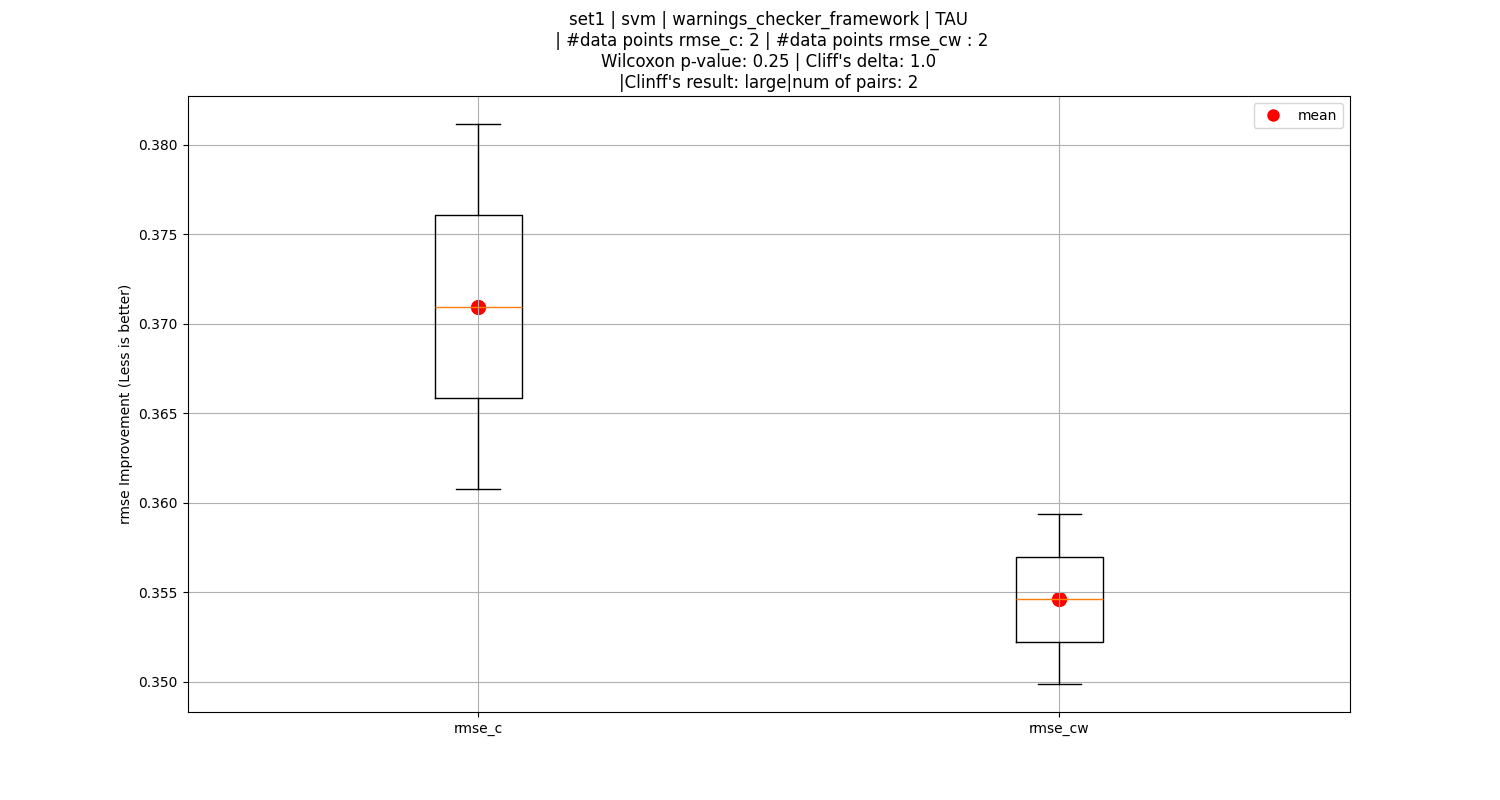 set1 | svm | warnings_checker_framework | TAU
| #data points rmse_c: 2 | #data points rmse_cw : 2
Wilcoxon p-value: 0.25 | Cliff's delta: 1.0
|Clinff's result: large|num of pairs: 2
mean
rmse Improvement (Less is better)
0.380
0.375
0.370
0.365
0.360
0.355
0.350
rmse_c
rmse_cw